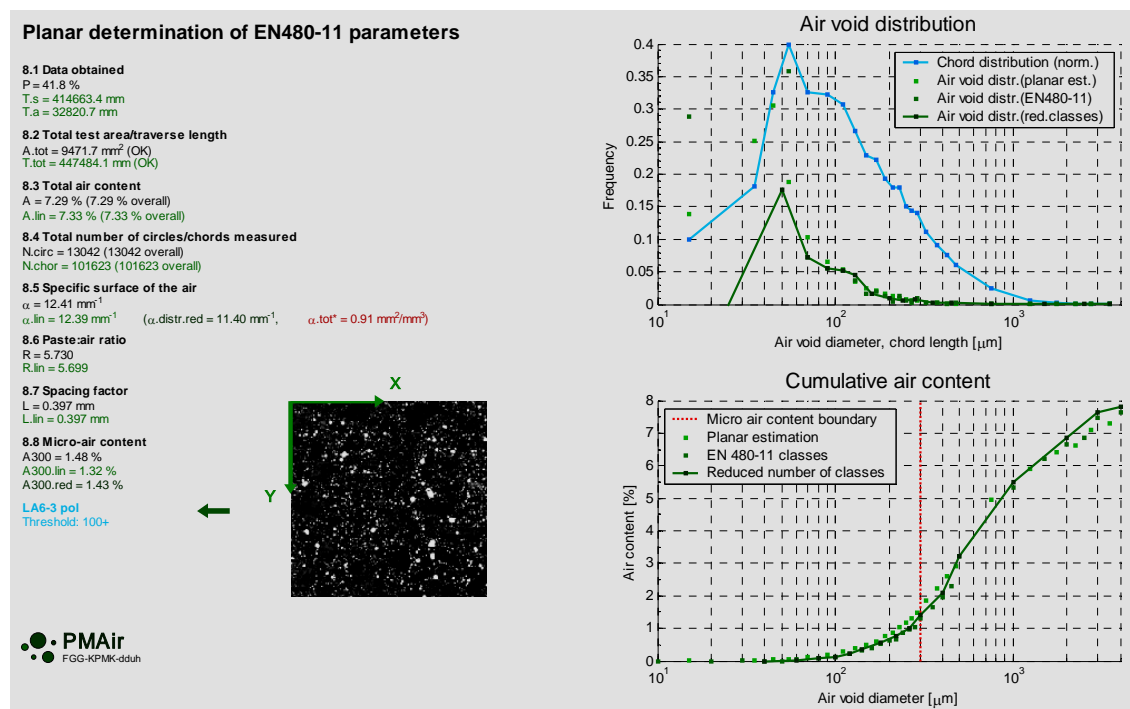 Planar determination of EN480-11 parameters
8.1 Data obtained
P = 41.8 %
T.s = 414663.4 mm
T.a = 32820.7 mm
8.2 Total test area/traverse length
A.tot = 9471.7 mm² (OK)
T.tot = 447484.1 mm (OK)
8.3 Total air content
A = 7.29 % (7.29 % overall)
A.lin = 7.33 % (7.33 % overall)
8.4 Total number of circles/chords measured
N.circ = 13042 (13042 overall)
N.chor = 101623 (101623 overall)
8.5 Specific surface of the air
α = 12.41 mm⁻¹
α.lin = 12.39 mm⁻¹ (α.distr.red = 11.40 mm⁻¹, α.tot* = 0.91 mm²/mm³)
8.6 Paste:air ratio
R = 5.730
R.lin = 5.699
8.7 Spacing factor
L = 0.397 mm
L.lin = 0.397 mm
8.8 Micro-air content
A300 = 1.48 %
A300.lin = 1.32 %
A300.red = 1.43 %
LA6-3 pol
Threshold: 100+
X
Y
PMAir
FGG-KPMK-dduh
Air void distribution
Chord distribution (norm.)
Air void distr.(planar est.)
Air void distr.(EN480-11)
Air void distr.(red.classes)
Frequency
0.4
0.35
0.3
0.25
0.2
0.15
0.1
0.05
0
10¹ 10² 10³
Air void diameter, chord length [μm]
Cumulative air content
Micro air content boundary
Planar estimation
EN 480-11 classes
Reduced number of classes
Air content [%]
8
7
6
5
4
3
2
1
0
10¹ 10² 10³
Air void diameter [μm]